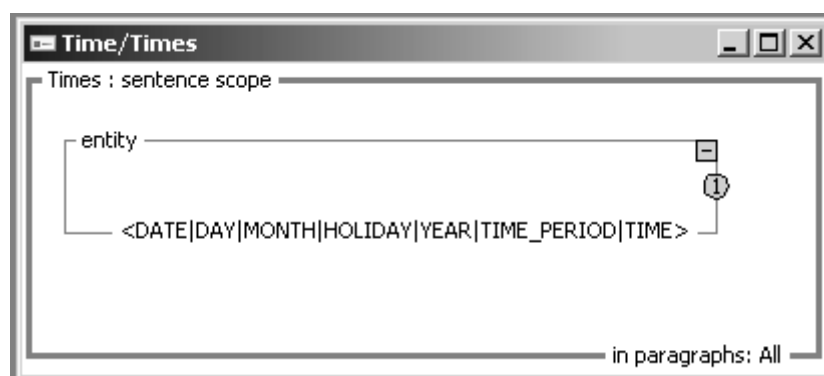 Time/Times
Times : sentence scope
entity
1
<DATE|DAY|MONTH|HOLIDAY|YEAR|TIME_PERIOD|TIME>
in paragraphs: All